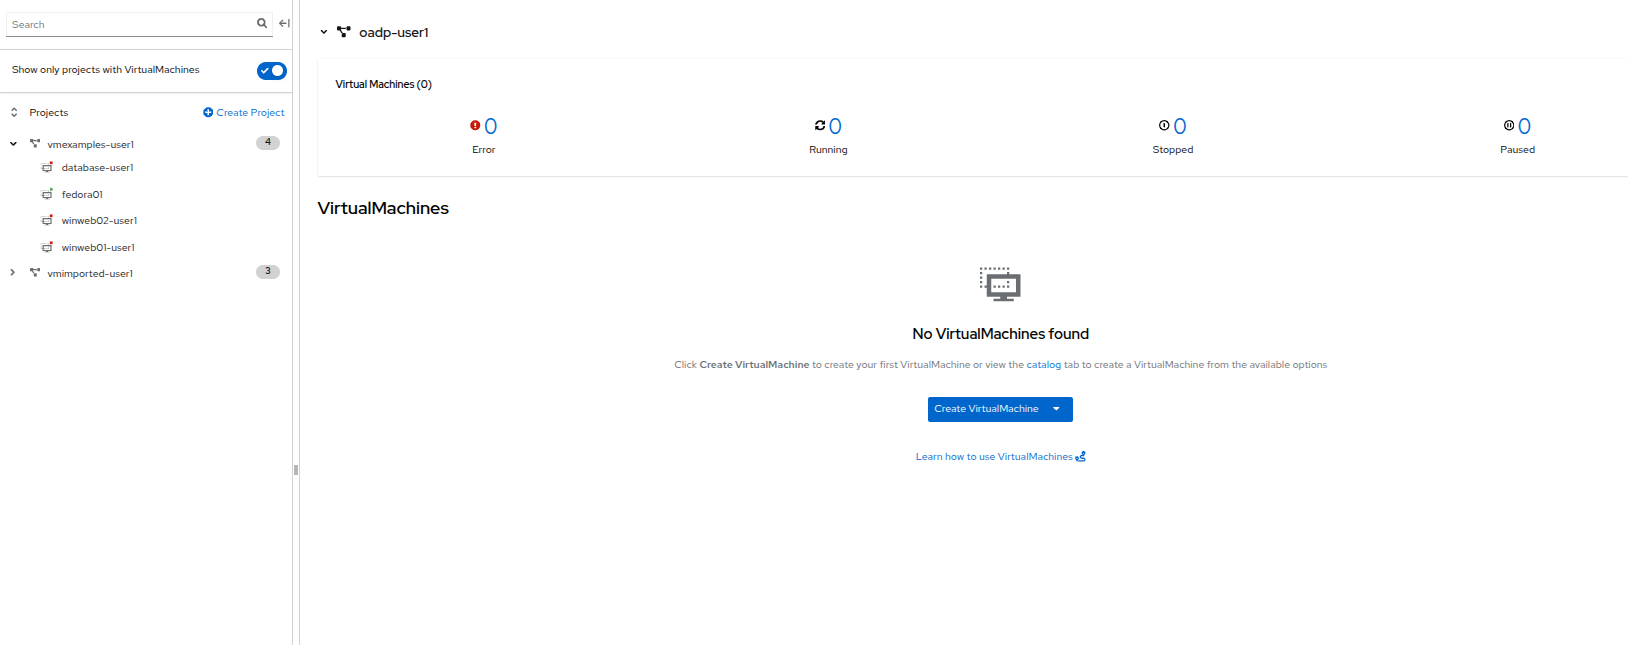 Search
Show only projects with VirtualMachines
Projects
Create Project
vmexamples-user1
4
database-user1
fedora01
winweb02-user1
winweb01-user1
vmimported-user1
3
oadp-user1
Virtual Machines (0)
0
Error
0
Running
0
Stopped
0
Paused
VirtualMachines
No VirtualMachines found
Click Create VirtualMachine to create your first VirtualMachine or view the catalog tab to create a VirtualMachine from the available options
Create VirtualMachine
Learn how to use VirtualMachines